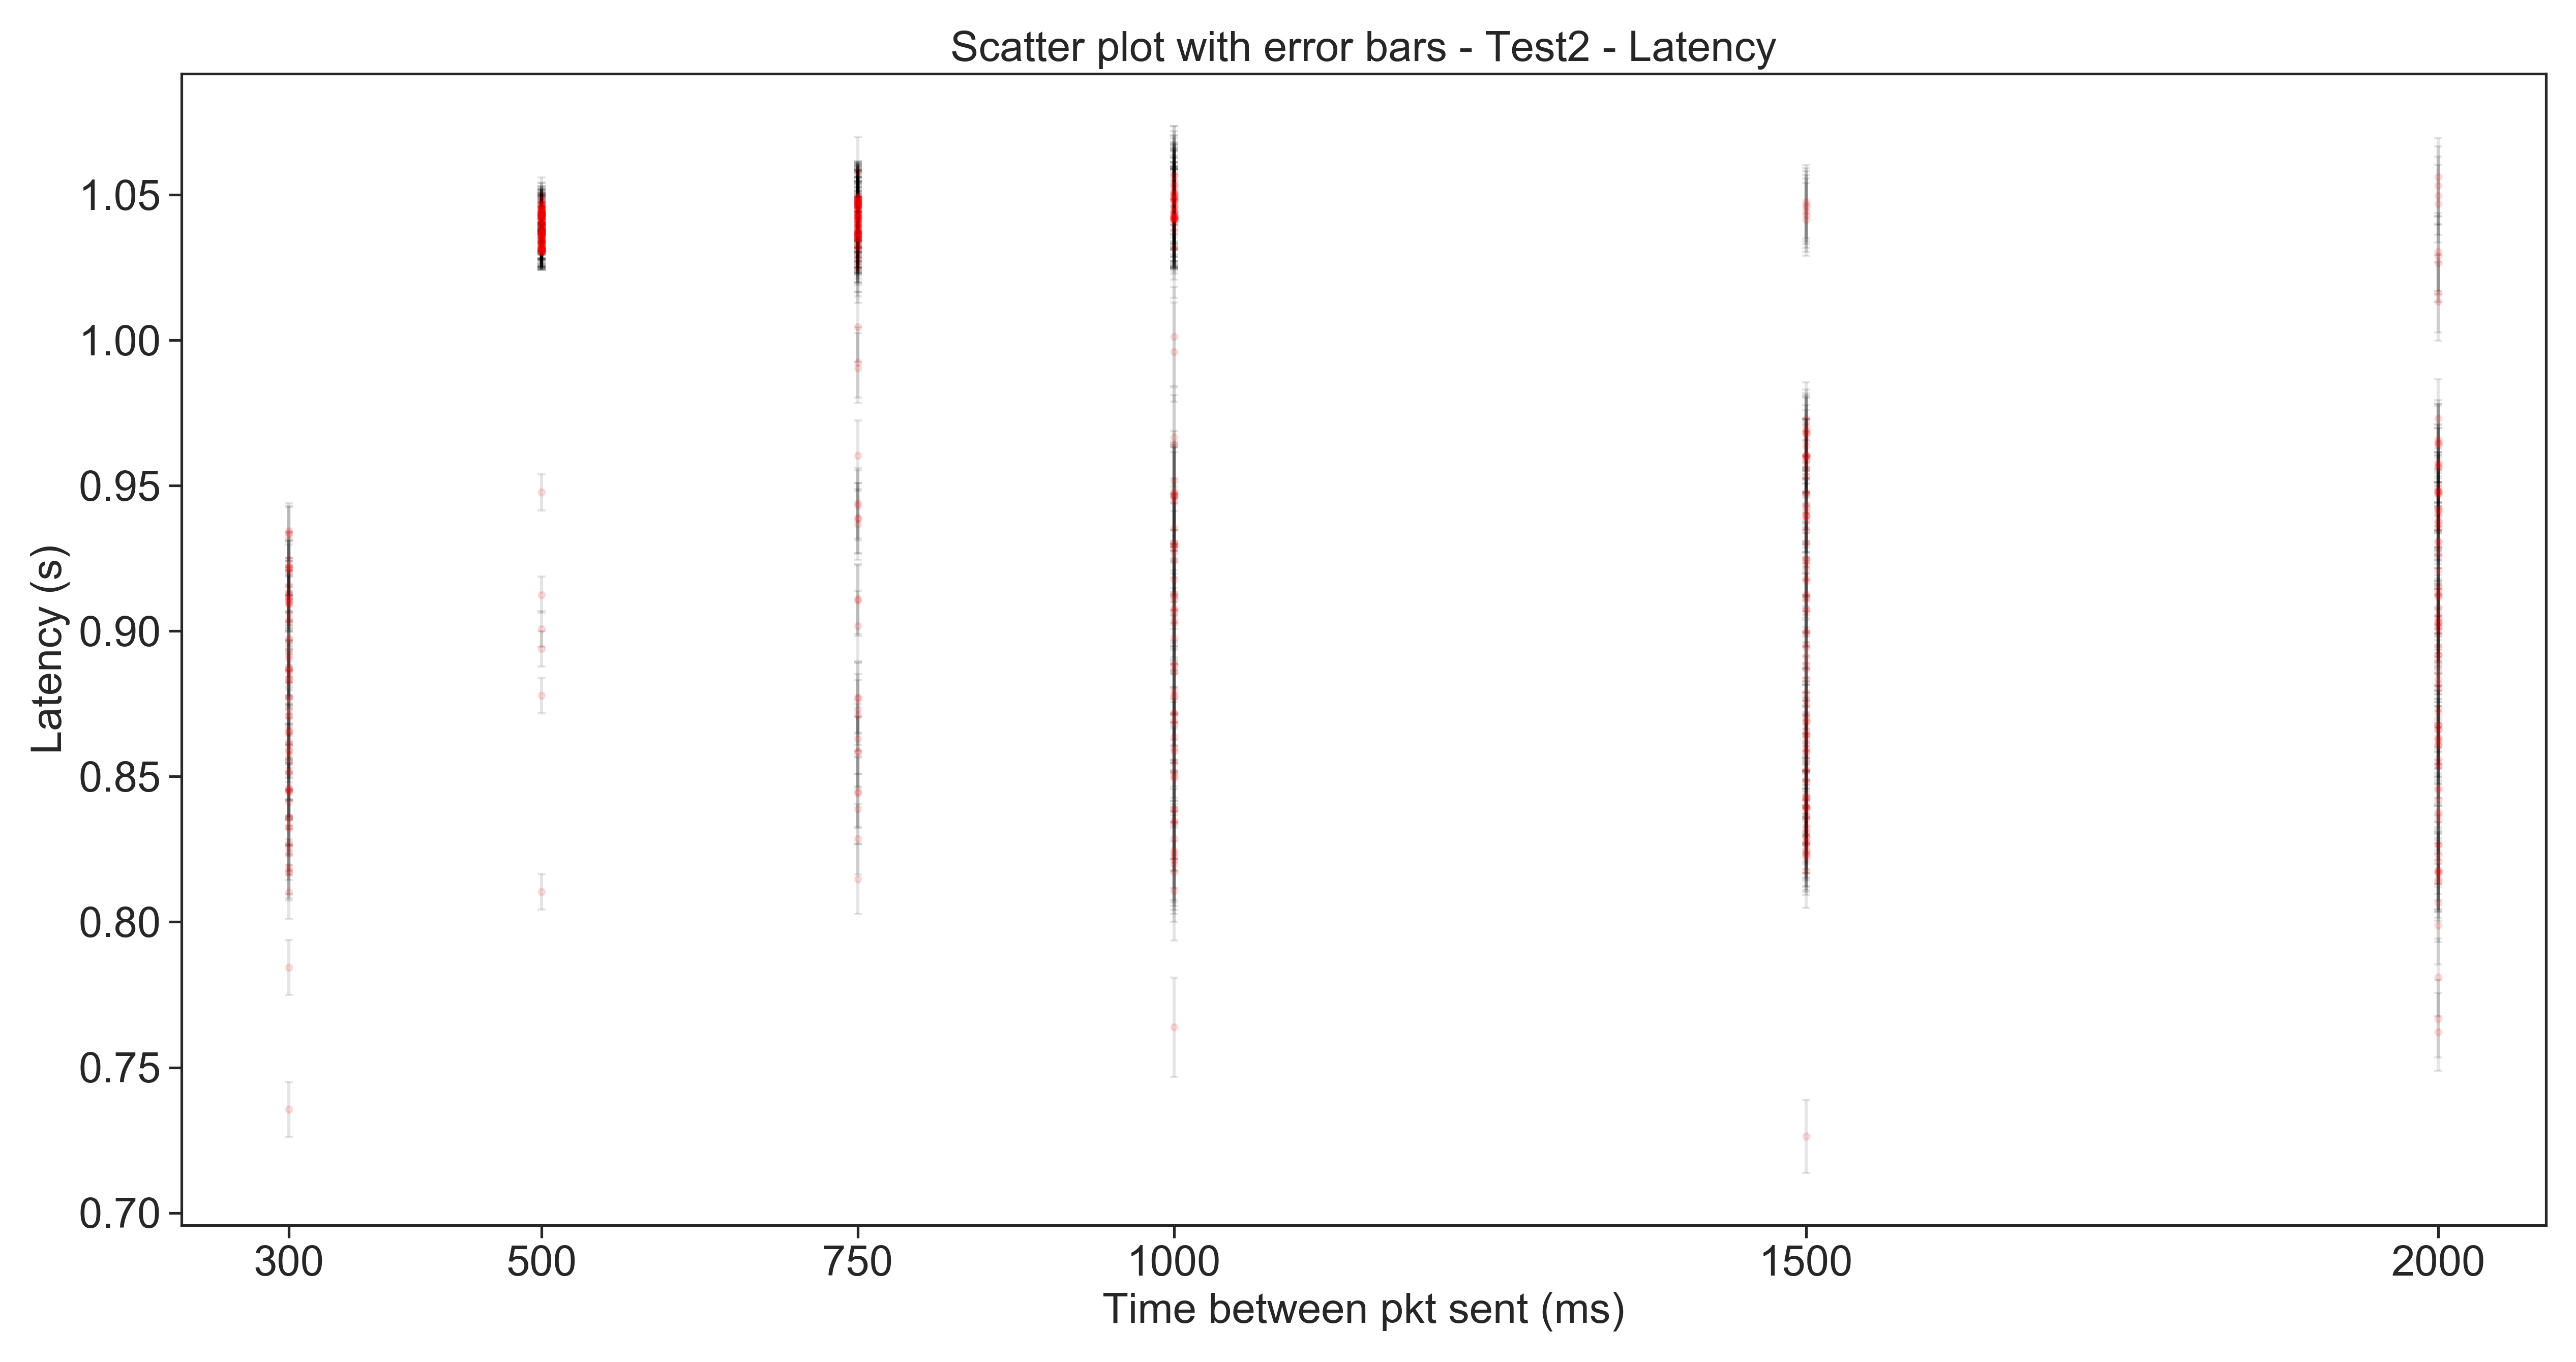 Scatter plot with error bars - Test2 - Latency
Latency (s)
1.05
1.00
0.95
0.90
0.85
0.80
0.75
0.70
300 500 750 1000 1500 2000
Time between pkt sent (ms)